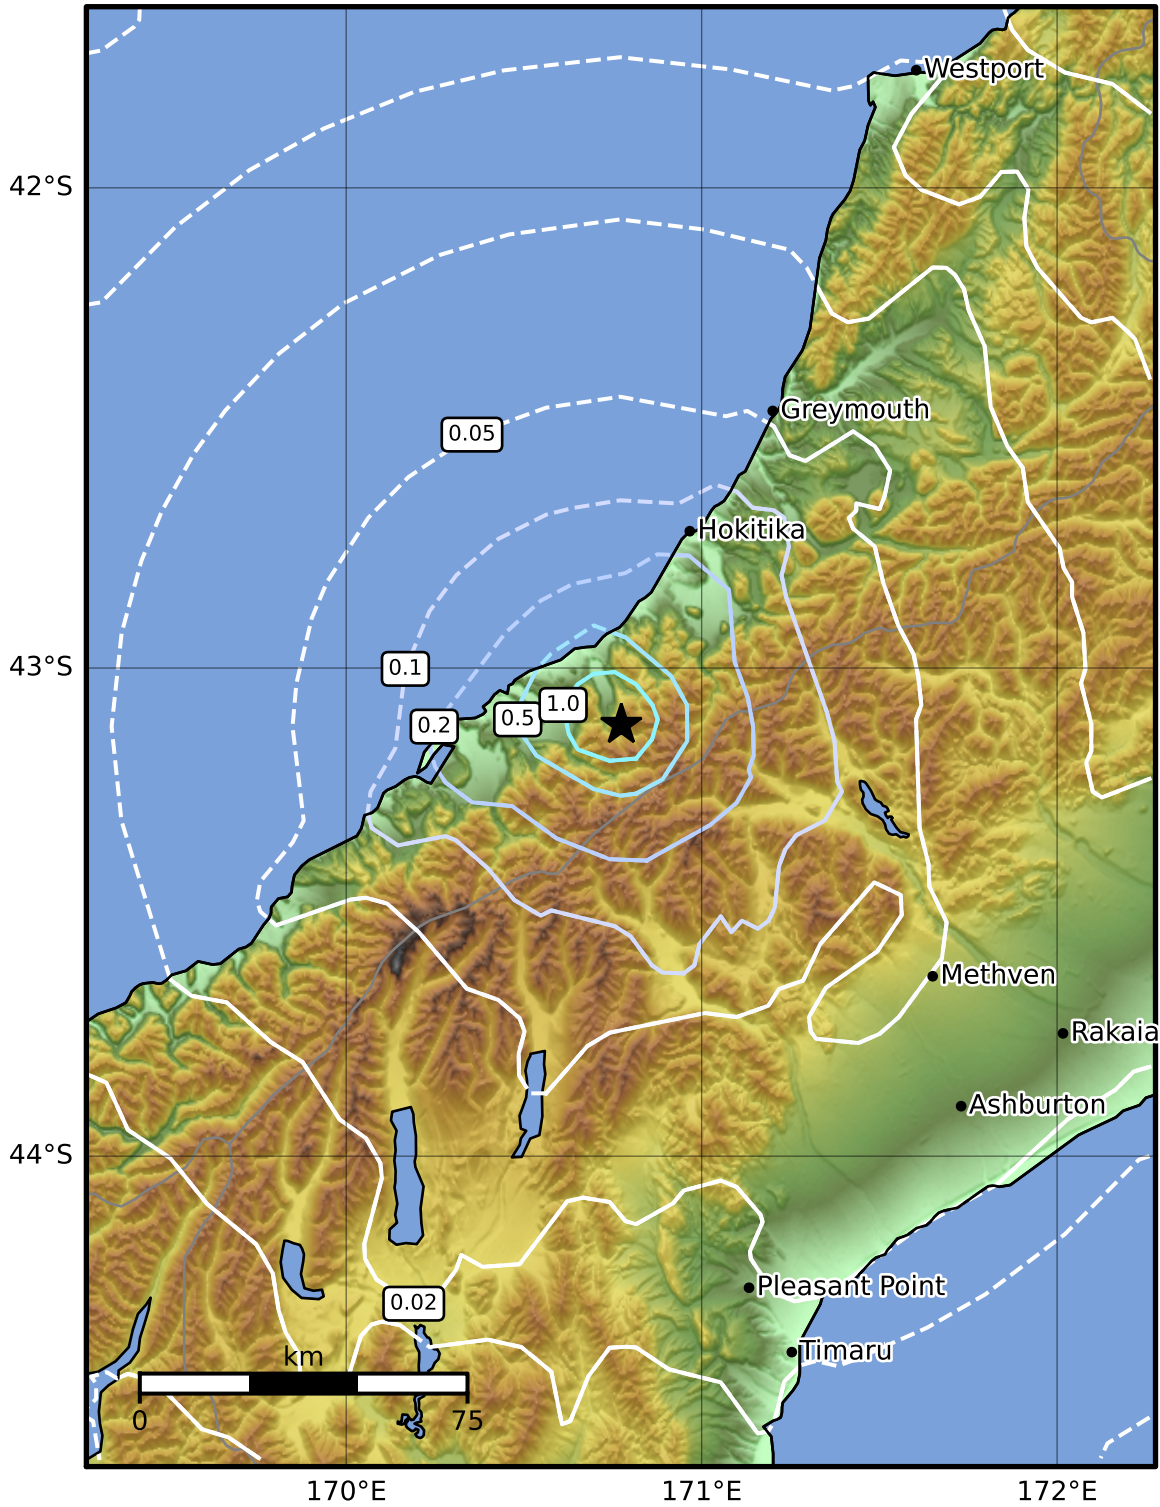 Westport
42°S
Greymouth
0.05
Hokitika
0.1
43°S
1.0
0.5
0.2
Methven
Rakaia
Ashburton
44°S
Pleasant Point
0.02
Timaru
km
0 75
170°E 171°E 172°E